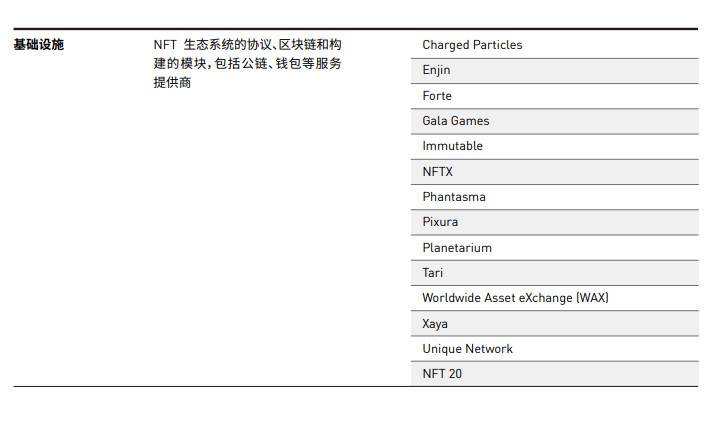 基础设施
NFT 生态系统的协议、区块链和构
建的模块，包括公链、钱包等服务
提供商
Charged Particles
Enjin
Forte
Gala Games
Immutable
NFTX
Phantasma
Pixura
Planetarium
Tari
Worldwide Asset eXchange (WAX)
Xaya
Unique Network
NFT 20